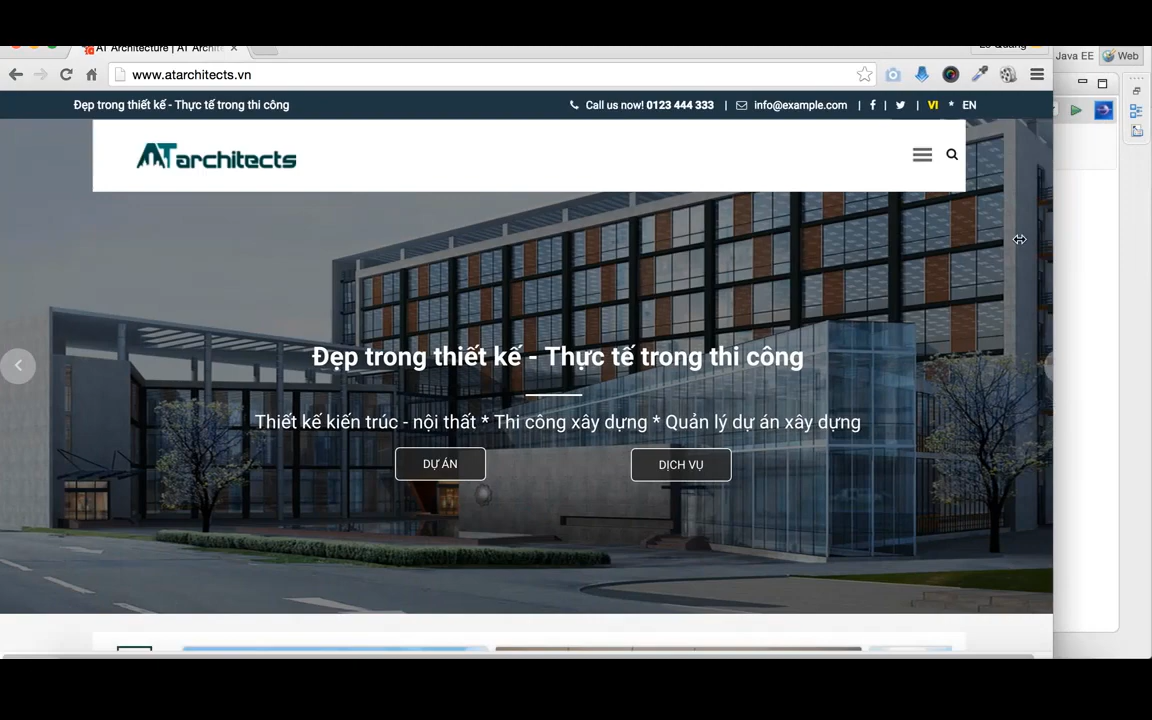 AT Architecture | AT Archit
Java EE
Web
www.atarchitects.vn
Đẹp trong thiết kế - Thực tế trong thi công
Call us now! 0123 444 333 | info@example.com | | | VI * EN
AT architects
Đẹp trong thiết kế - Thực tế trong thi công
Thiết kế kiến trúc - nội thất * Thi công xây dựng * Quản lý dự án xây dựng
DỰ ÁN
DỊCH VỤ